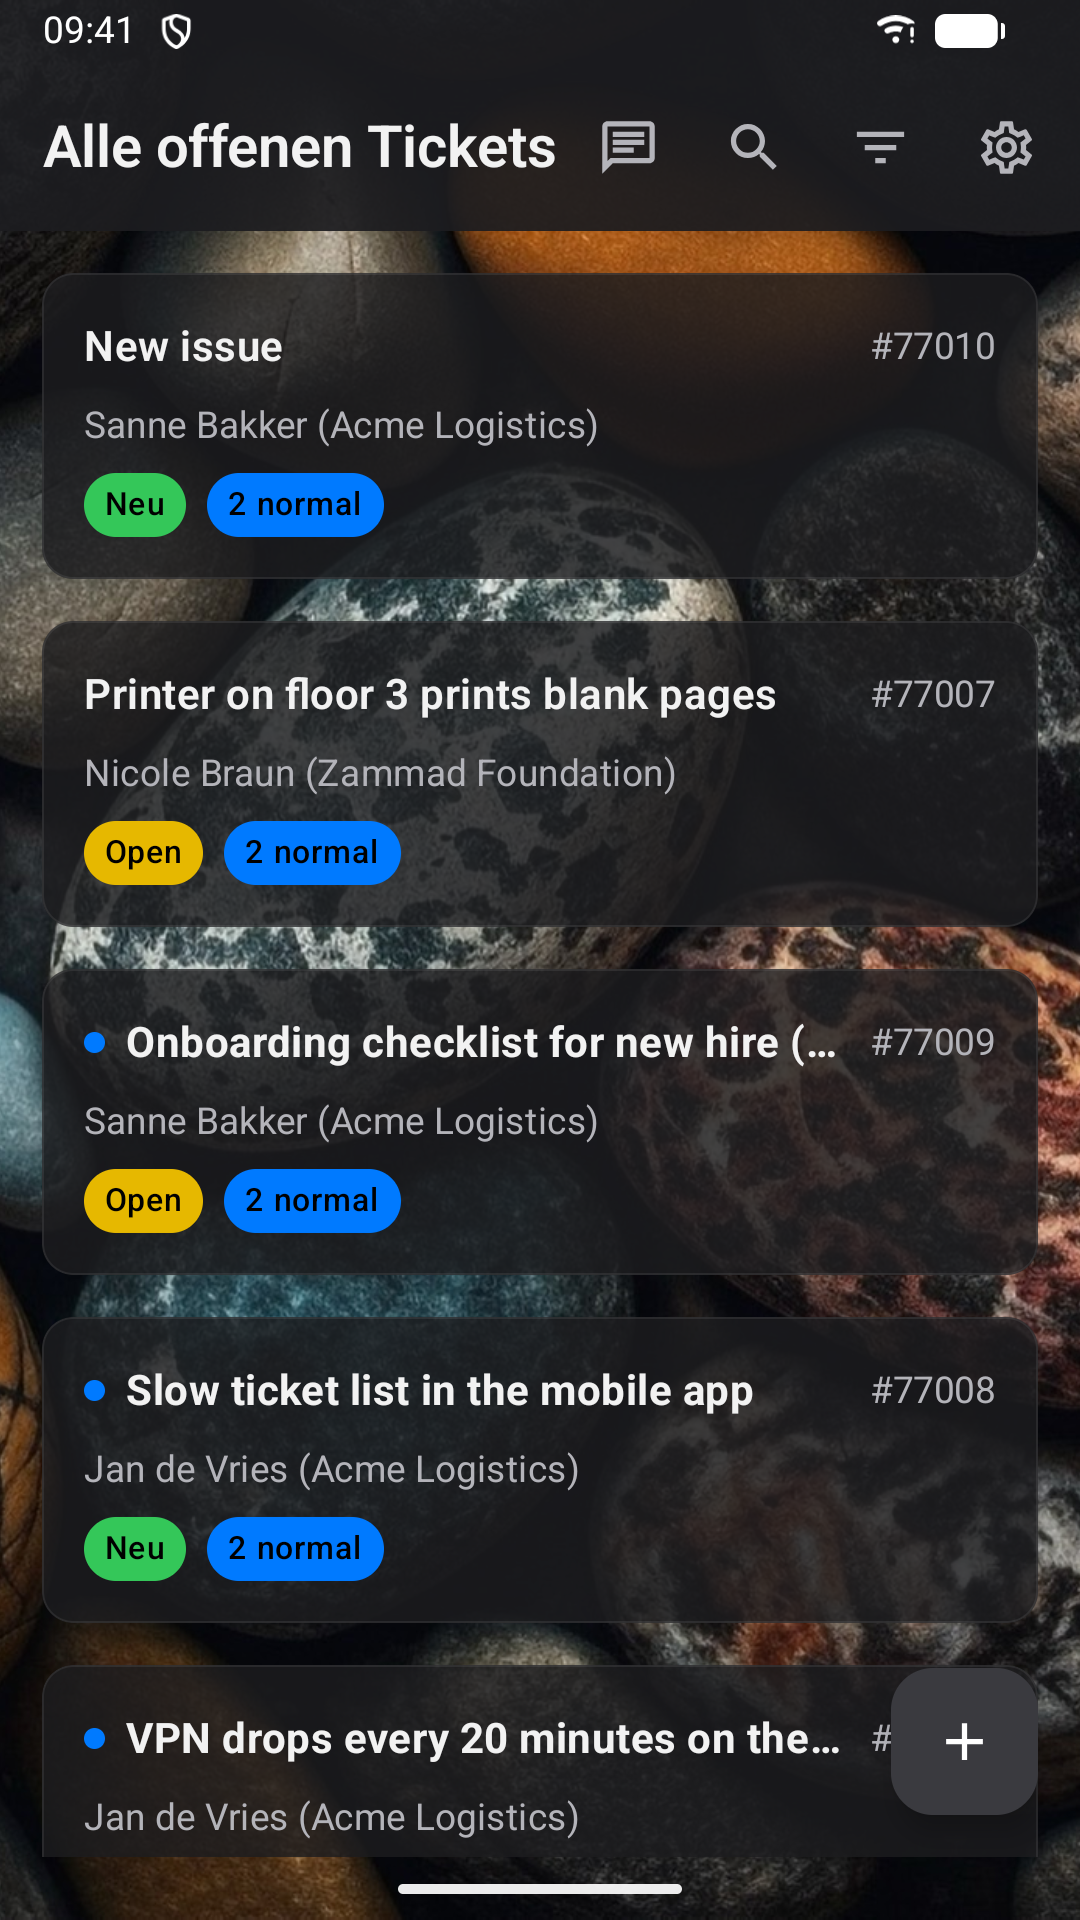 09:41
Alle offenen Tickets
New issue #77010
Sanne Bakker (Acme Logistics)
Neu 2 normal
Printer on floor 3 prints blank pages #77007
Nicole Braun (Zammad Foundation)
Open 2 normal
Onboarding checklist for new hire (... #77009
Sanne Bakker (Acme Logistics)
Open 2 normal
Slow ticket list in the mobile app #77008
Jan de Vries (Acme Logistics)
Neu 2 normal
VPN drops every 20 minutes on the... #
Jan de Vries (Acme Logistics)